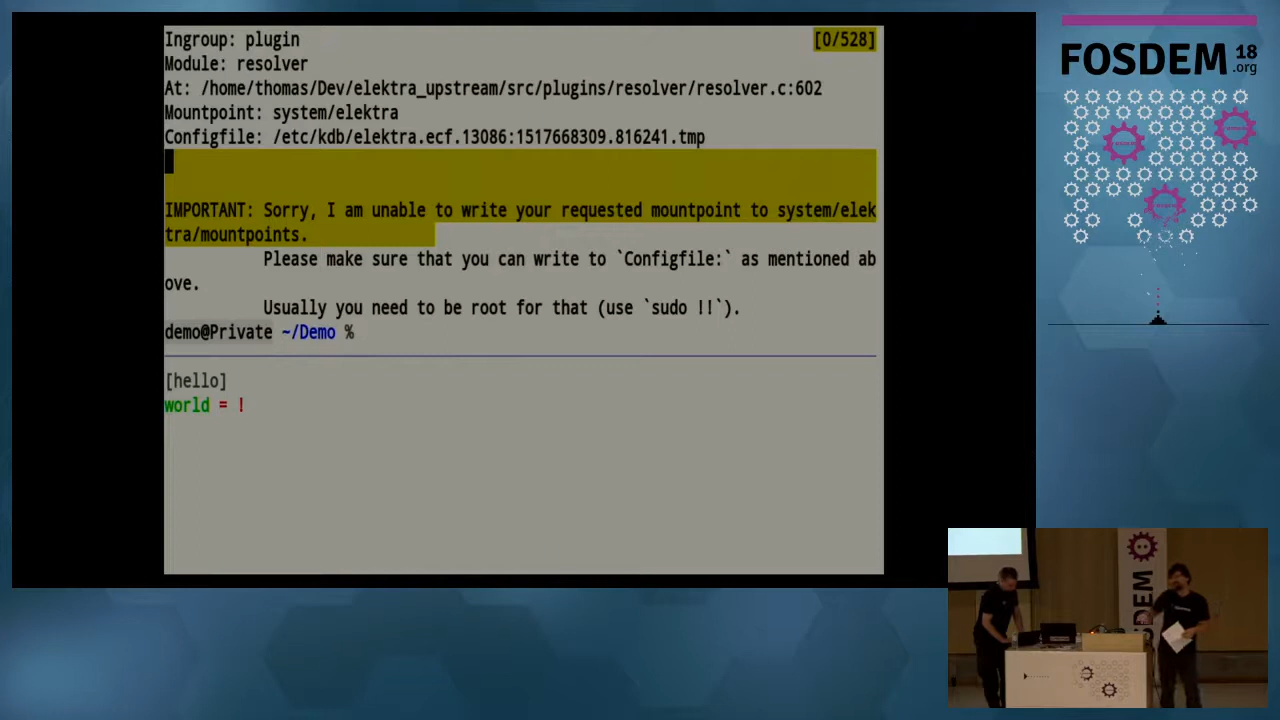 Ingroup: plugin [0/528]
Module: resolver
At: /home/thomas/Dev/elektra_upstream/src/plugins/resolver/resolver.c:602
Mountpoint: system/elektra
Configfile: /etc/kdb/elektra.ecf.13086:1517668309.816241.tmp
IMPORTANT: Sorry, I am unable to write your requested mountpoint to system/elek
tra/mountpoints.
Please make sure that you can write to `Configfile:` as mentioned ab
ove.
Usually you need to be root for that (use `sudo !!`).
demo@Private ~/Demo %
[hello]
world = !
FOSDEM 18
.org